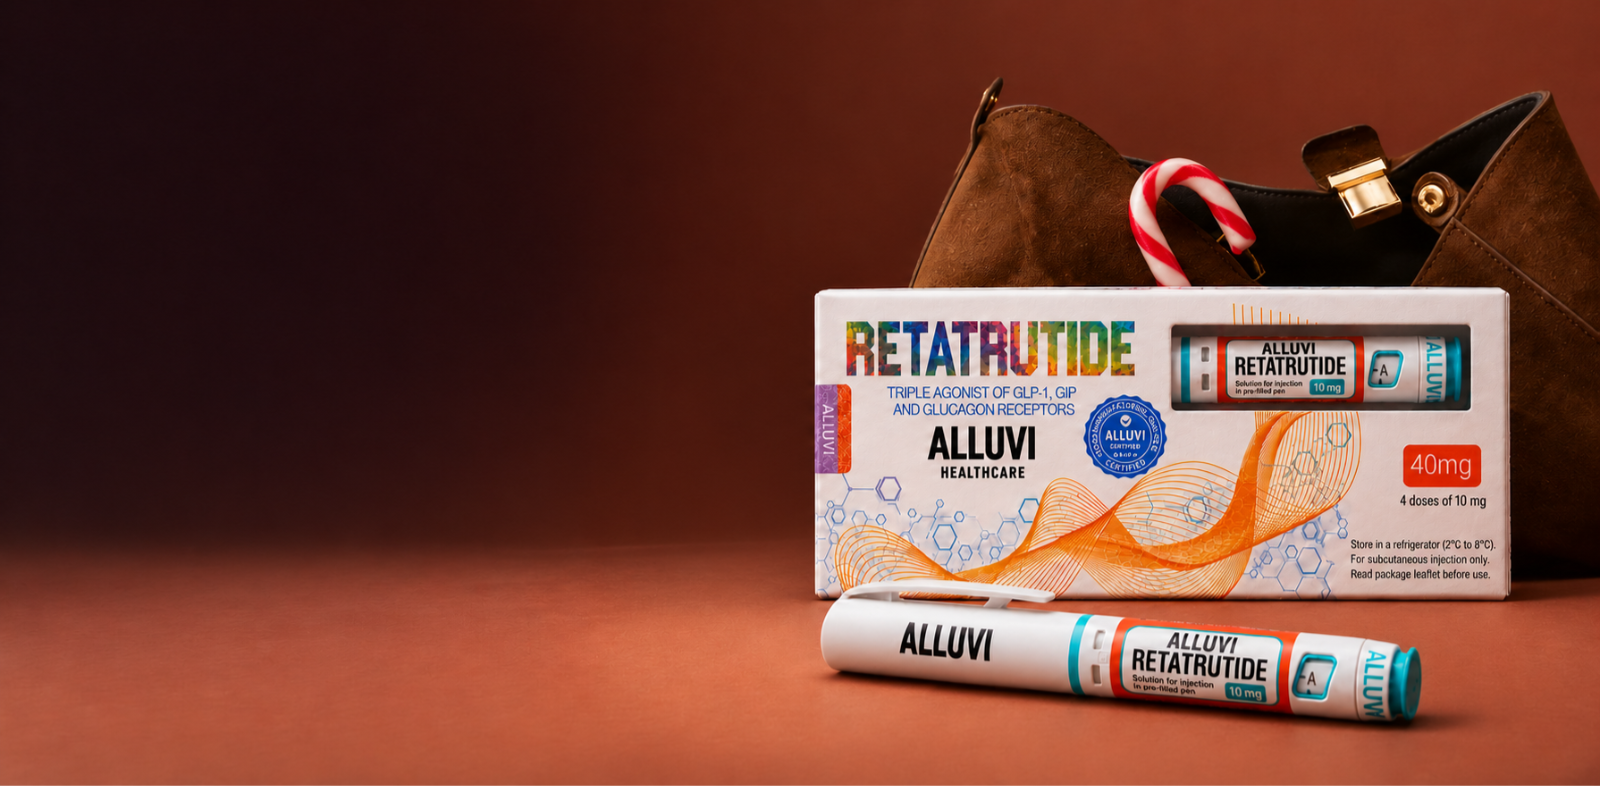 RETATRUTIDE
TRIPLE AGONIST OF GLP-1, GIP
AND GLUCAGON RECEPTORS
ALLUVI
HEALTHCARE
ALLUVI
ALLUVI
CERTIFIED
CERTIFIED
ALLUVI
RETATRUTIDE
Solution for injection
in pre-filled pen
10 mg
A
ALLUVI
40mg
4 doses of 10 mg
Store in a refrigerator (2°C to 8°C).
For subcutaneous injection only.
Read package leaflet before use.
ALLUVI
ALLUVI
RETATRUTIDE
Solution for injection
in pre-filled pen
10 mg
A
ALLUVI